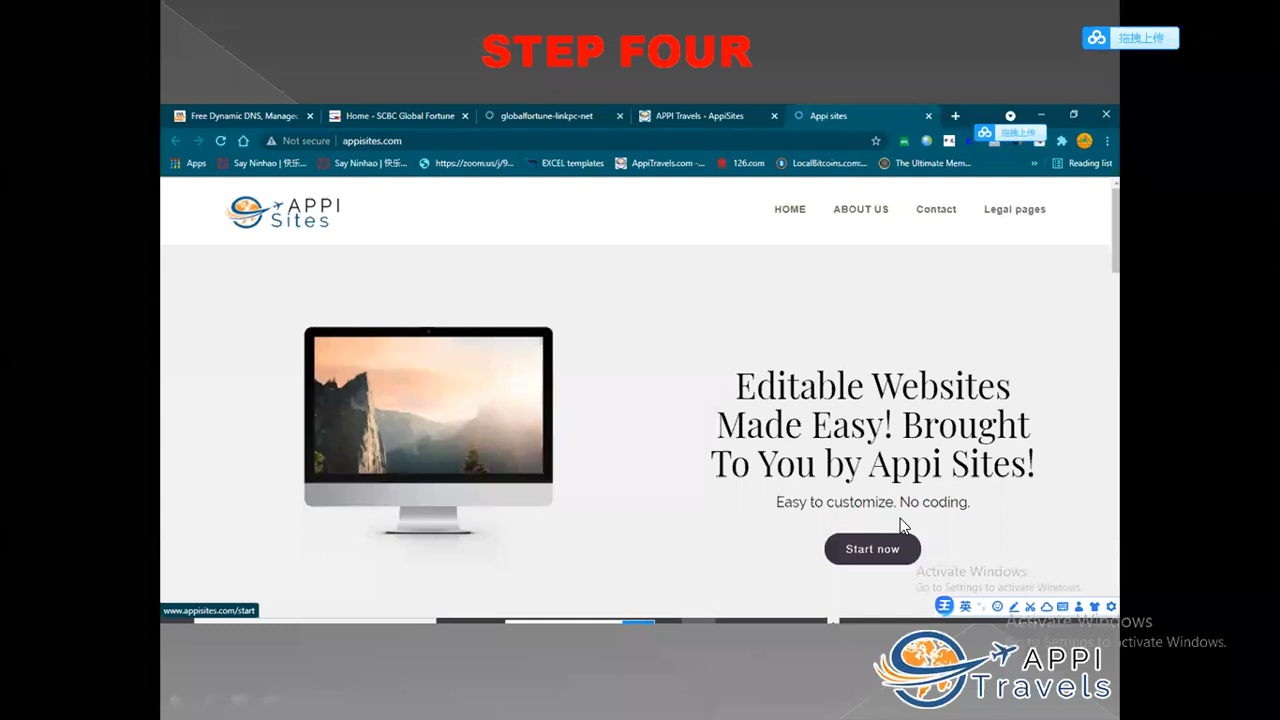 STEP FOUR
拖拽上传
Free Dynamic DNS, Manage
Home - SCBC Global Fortune
globalfortune-linkpc-net
APPI Travels - AppiSites
Appi sites
Not secure
appisites.com
拖拽上传
Apps
Say Ninhao | 快乐...
Say Ninhao | 快乐...
https://zoom.us/j/9...
EXCEL templates
AppiTravels.com -...
126.com
LocalBitcoins.com:...
The Ultimate Mem...
»
Reading list
APPI
Sites
HOME
ABOUT US
Contact
Legal pages
Editable Websites
Made Easy! Brought
To You by Appi Sites!
Easy to customize. No coding.
Start now
Activate Windows
Go to Settings to activate Windows.
www.appisites.com/start
英
Activate Windows
Go to Settings to activate Windows.
APPI
Travels